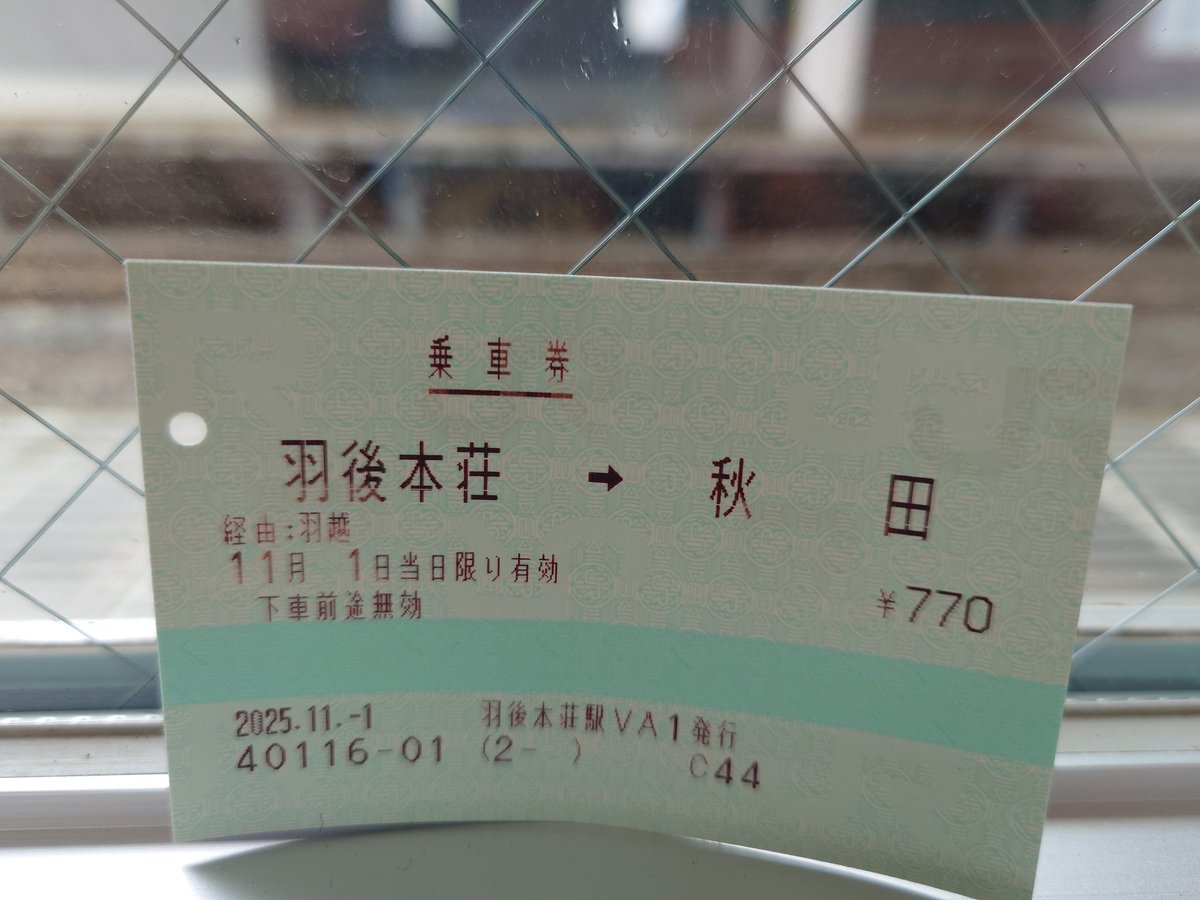 乗車券
羽後本荘 → 秋田
経由:羽越
11月 1日当日限り有効
下車前途無効
¥770
2025.11.-1 羽後本荘駅VA1発行
40116-01 (2- ) C44